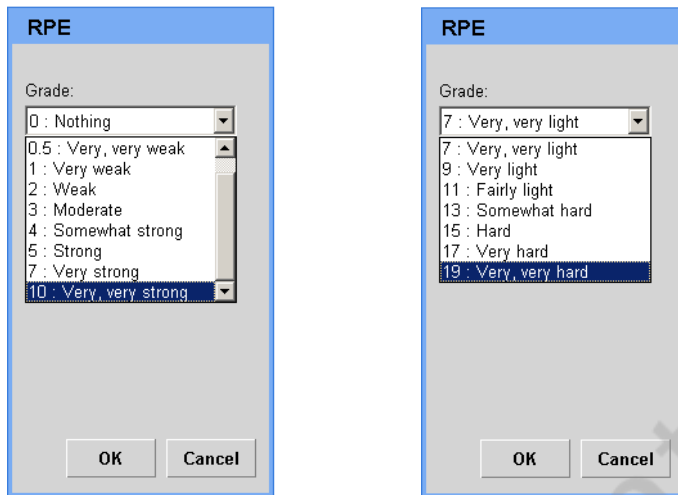 RPE
Grade:
0 : Nothing
0.5 : Very, very weak
1 : Very weak
2 : Weak
3 : Moderate
4 : Somewhat strong
5 : Strong
7 : Very strong
10 : Very, very strong
OK
Cancel
RPE
Grade:
7 : Very, very light
7 : Very, very light
9 : Very light
11 : Fairly light
13 : Somewhat hard
15 : Hard
17 : Very hard
19 : Very, very hard
OK
Cancel